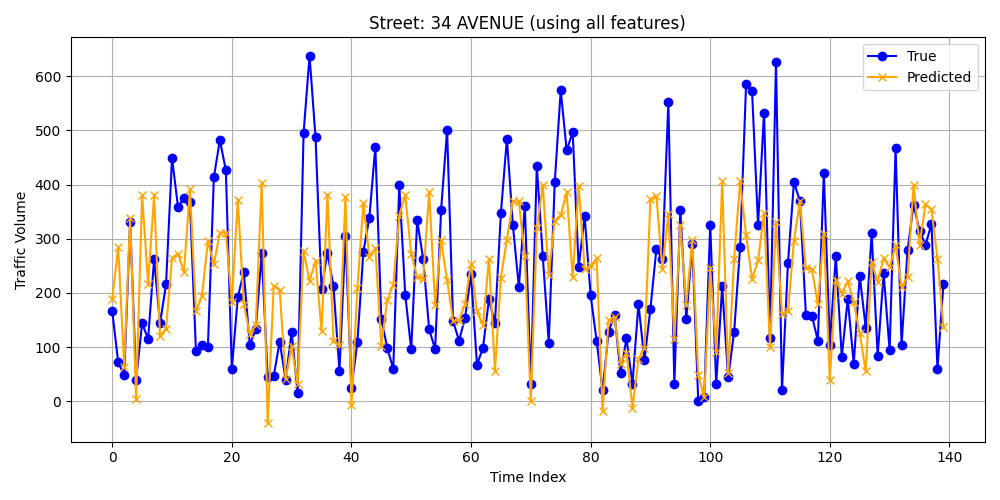 Street: 34 AVENUE (using all features)
True
Predicted
Traffic Volume
600
500
400
300
200
100
0
0 20 40 60 80 100 120 140
Time Index